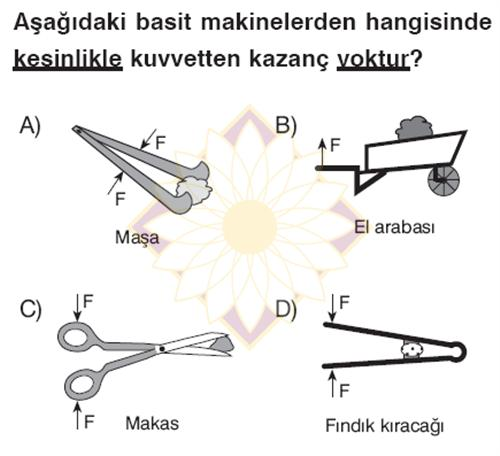 Aşağıdaki basit makinelerden hangisinde
kesinlikle kuvvetten kazanç yoktur?
A)
F
F
Maşa
B)
F
El arabası
C)
F
F
Makas
D)
F
F
Fındık kıracağı